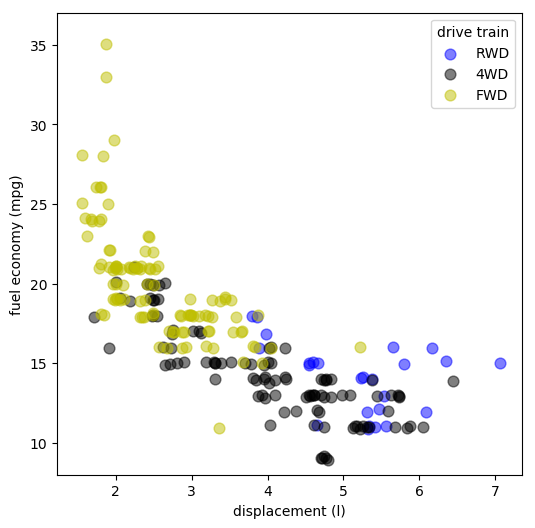 drive train
RWD
4WD
FWD
35
30
25
20
15
10
fuel economy (mpg)
2 3 4 5 6 7
displacement (l)